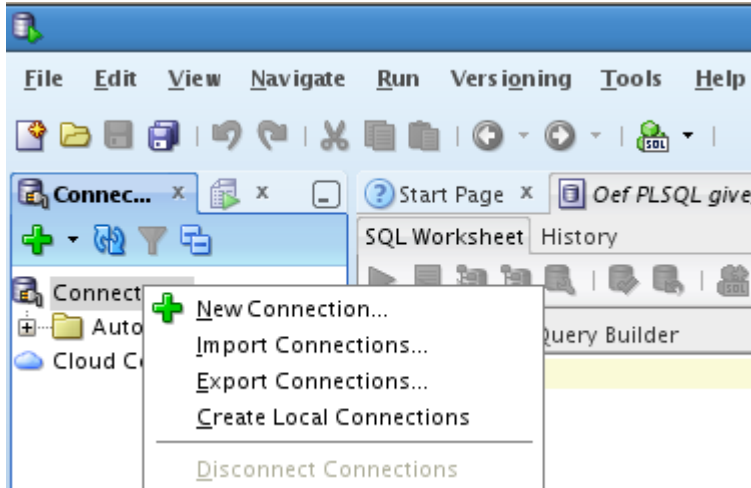 File Edit View Navigate Run Versioning Tools Help
SQL
Connec... x x Start Page x Oef PLSQL give
SQL Worksheet History
Connect
Auto
Cloud C
Query Builder
New Connection...
Import Connections...
Export Connections...
Create Local Connections
Disconnect Connections